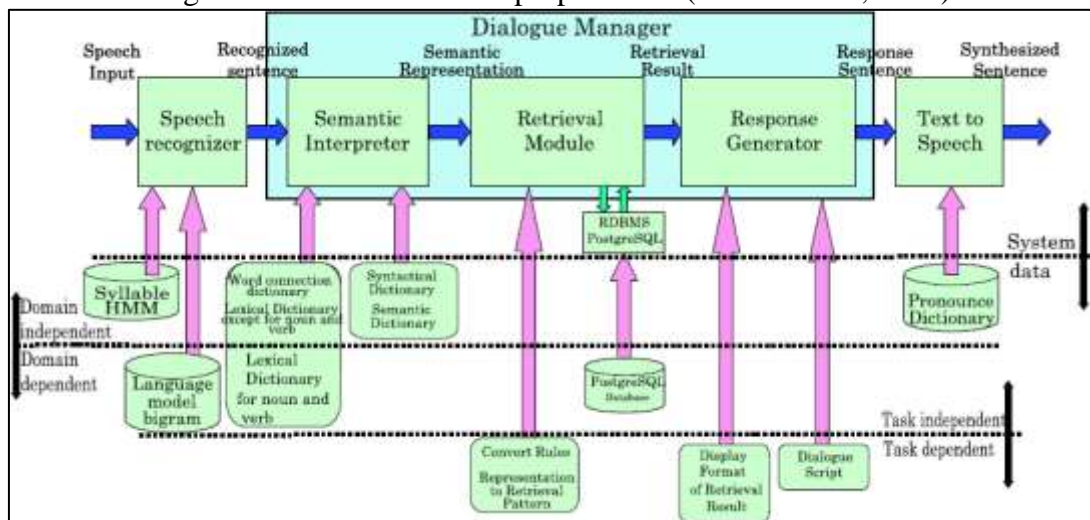 Dialogue Manager
Speech
Input
Recognized
sentence
Semantic
Representation
Retrieval
Result
Response
Sentence
Synthesized
Sentence
Speech
recognizer
Semantic
Interpreter
Retrieval
Module
Response
Generator
Text to
Speech
RDBMS
PostgreSQL
System
data
Syllable
HMM
Word connection
dictionary
Lexical Dictionary
except for noun and
verb
Lexical
Dictionary
for noun and
verb
Syntactical
Dictionary
Semantic
Dictionary
Pronounce
Dictionary
Domain
independent
Domain
dependent
Language
model
bigram
PostgreSQL
Database
Task independent
Task dependent
Convert Rules
Representation
to Retrieval
Pattern
Display
Format
of Retrieval
Result
Dialogue
Script